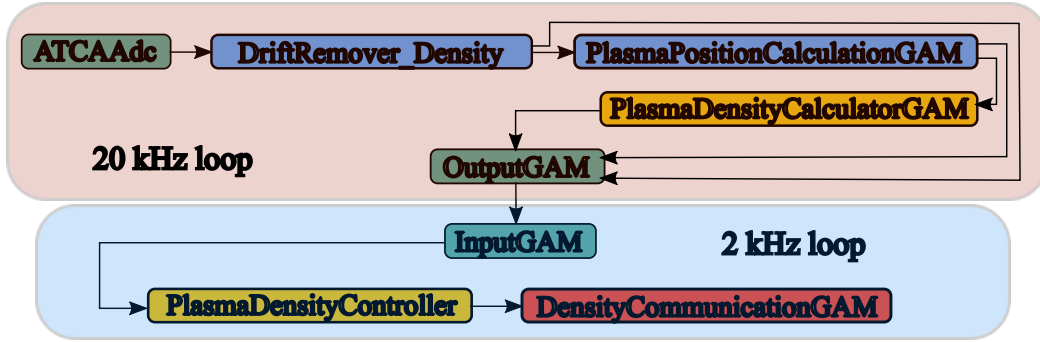 ATCAAdc
DriftRemover_Density
PlasmaPositionCalculationGAM
PlasmaDensityCalculatorGAM
20 kHz loop
OutputGAM
InputGAM
2 kHz loop
PlasmaDensityController
DensityCommunicationGAM